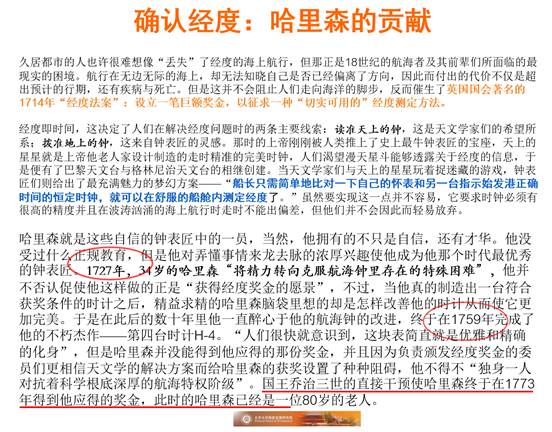 确认经度：哈里森的贡献
久居都市的人也许很难想像“丢失”了经度的海上航行，但那正是18世纪的航海者及其前辈们所面临的最
现实的困境。航行在无边无际的海上，却无法知晓自己是否已经偏离了方向，因此而付出的代价不仅是超
出预计的行期，还有疾病与死亡。但是这并不会阻止人们走向海洋的脚步，反而催生了英国国会著名的
1714年“经度法案”：设立一笔巨额奖金，以征求一种“切实可用的”经度测定方法。
经度即时间，这决定了人们在解决经度问题时的两条主要线索：读准天上的钟，这是天文学家们的希望所
系；拨准地上的钟，这来自钟表匠的灵感。那时的上帝刚刚被人类推上了史上最牛钟表匠的宝座，天上的
星星就是上帝他老人家设计制造的走时精准的完美时钟，人们渴望漫天星斗能够透露关于经度的信息，于
是便有了巴黎天文台与格林尼治天文台的相继创建。当天文学家们与天上的星星玩着捉迷藏的游戏，钟表
匠们则给出了最充满魅力的梦幻方案——“船长只需简单地比对一下自己的怀表和另一台指示始发港正确
时间的恒定时钟，就可以在舒服的船舱内测定经度了。”虽然要实现这一点并不容易，它要求时钟必须有
很高的精度并且在波涛汹涌的海上航行时走时不能出偏差，但他们并不会因此而轻易放弃。
哈里森就是这些自信的钟表匠中的一员，当然，他拥有的不只是自信，还有才华。他没
受过什么正规教育，但是他对弄懂事情来龙去脉的浓厚兴趣使他成为他那个时代最优秀
的钟表匠。1727年，34岁的哈里森“将精力转向克服航海钟里存在的特殊困难”，他并
不否认促使他这样做的正是“获得经度奖金的愿景”，不过，当他真的制造出一台符合
获奖条件的时计之后，精益求精的哈里森脑袋里想的却是怎样改善他的时计从而使它更
加完美。于是在此后的数十年里他一直醉心于他的航海钟的改进，终于在1759年完成了
他的不朽杰作——第四台时计H-4。“人们很快就意识到，这块表简直就是优雅和精确
的化身”，但是哈里森并没能得到他应得的那份奖金，并且因为负责颁发经度奖金的委
员们更相信天文学的解决方案而给哈里森的获奖设置了种种阻碍，他不得不“独身一人
对抗着科学根底深厚的航海特权阶级”。国王乔治三世的直接干预使哈里森终于在1773
年得到他应得的奖金，此时的哈里森已经是一位80岁的老人。